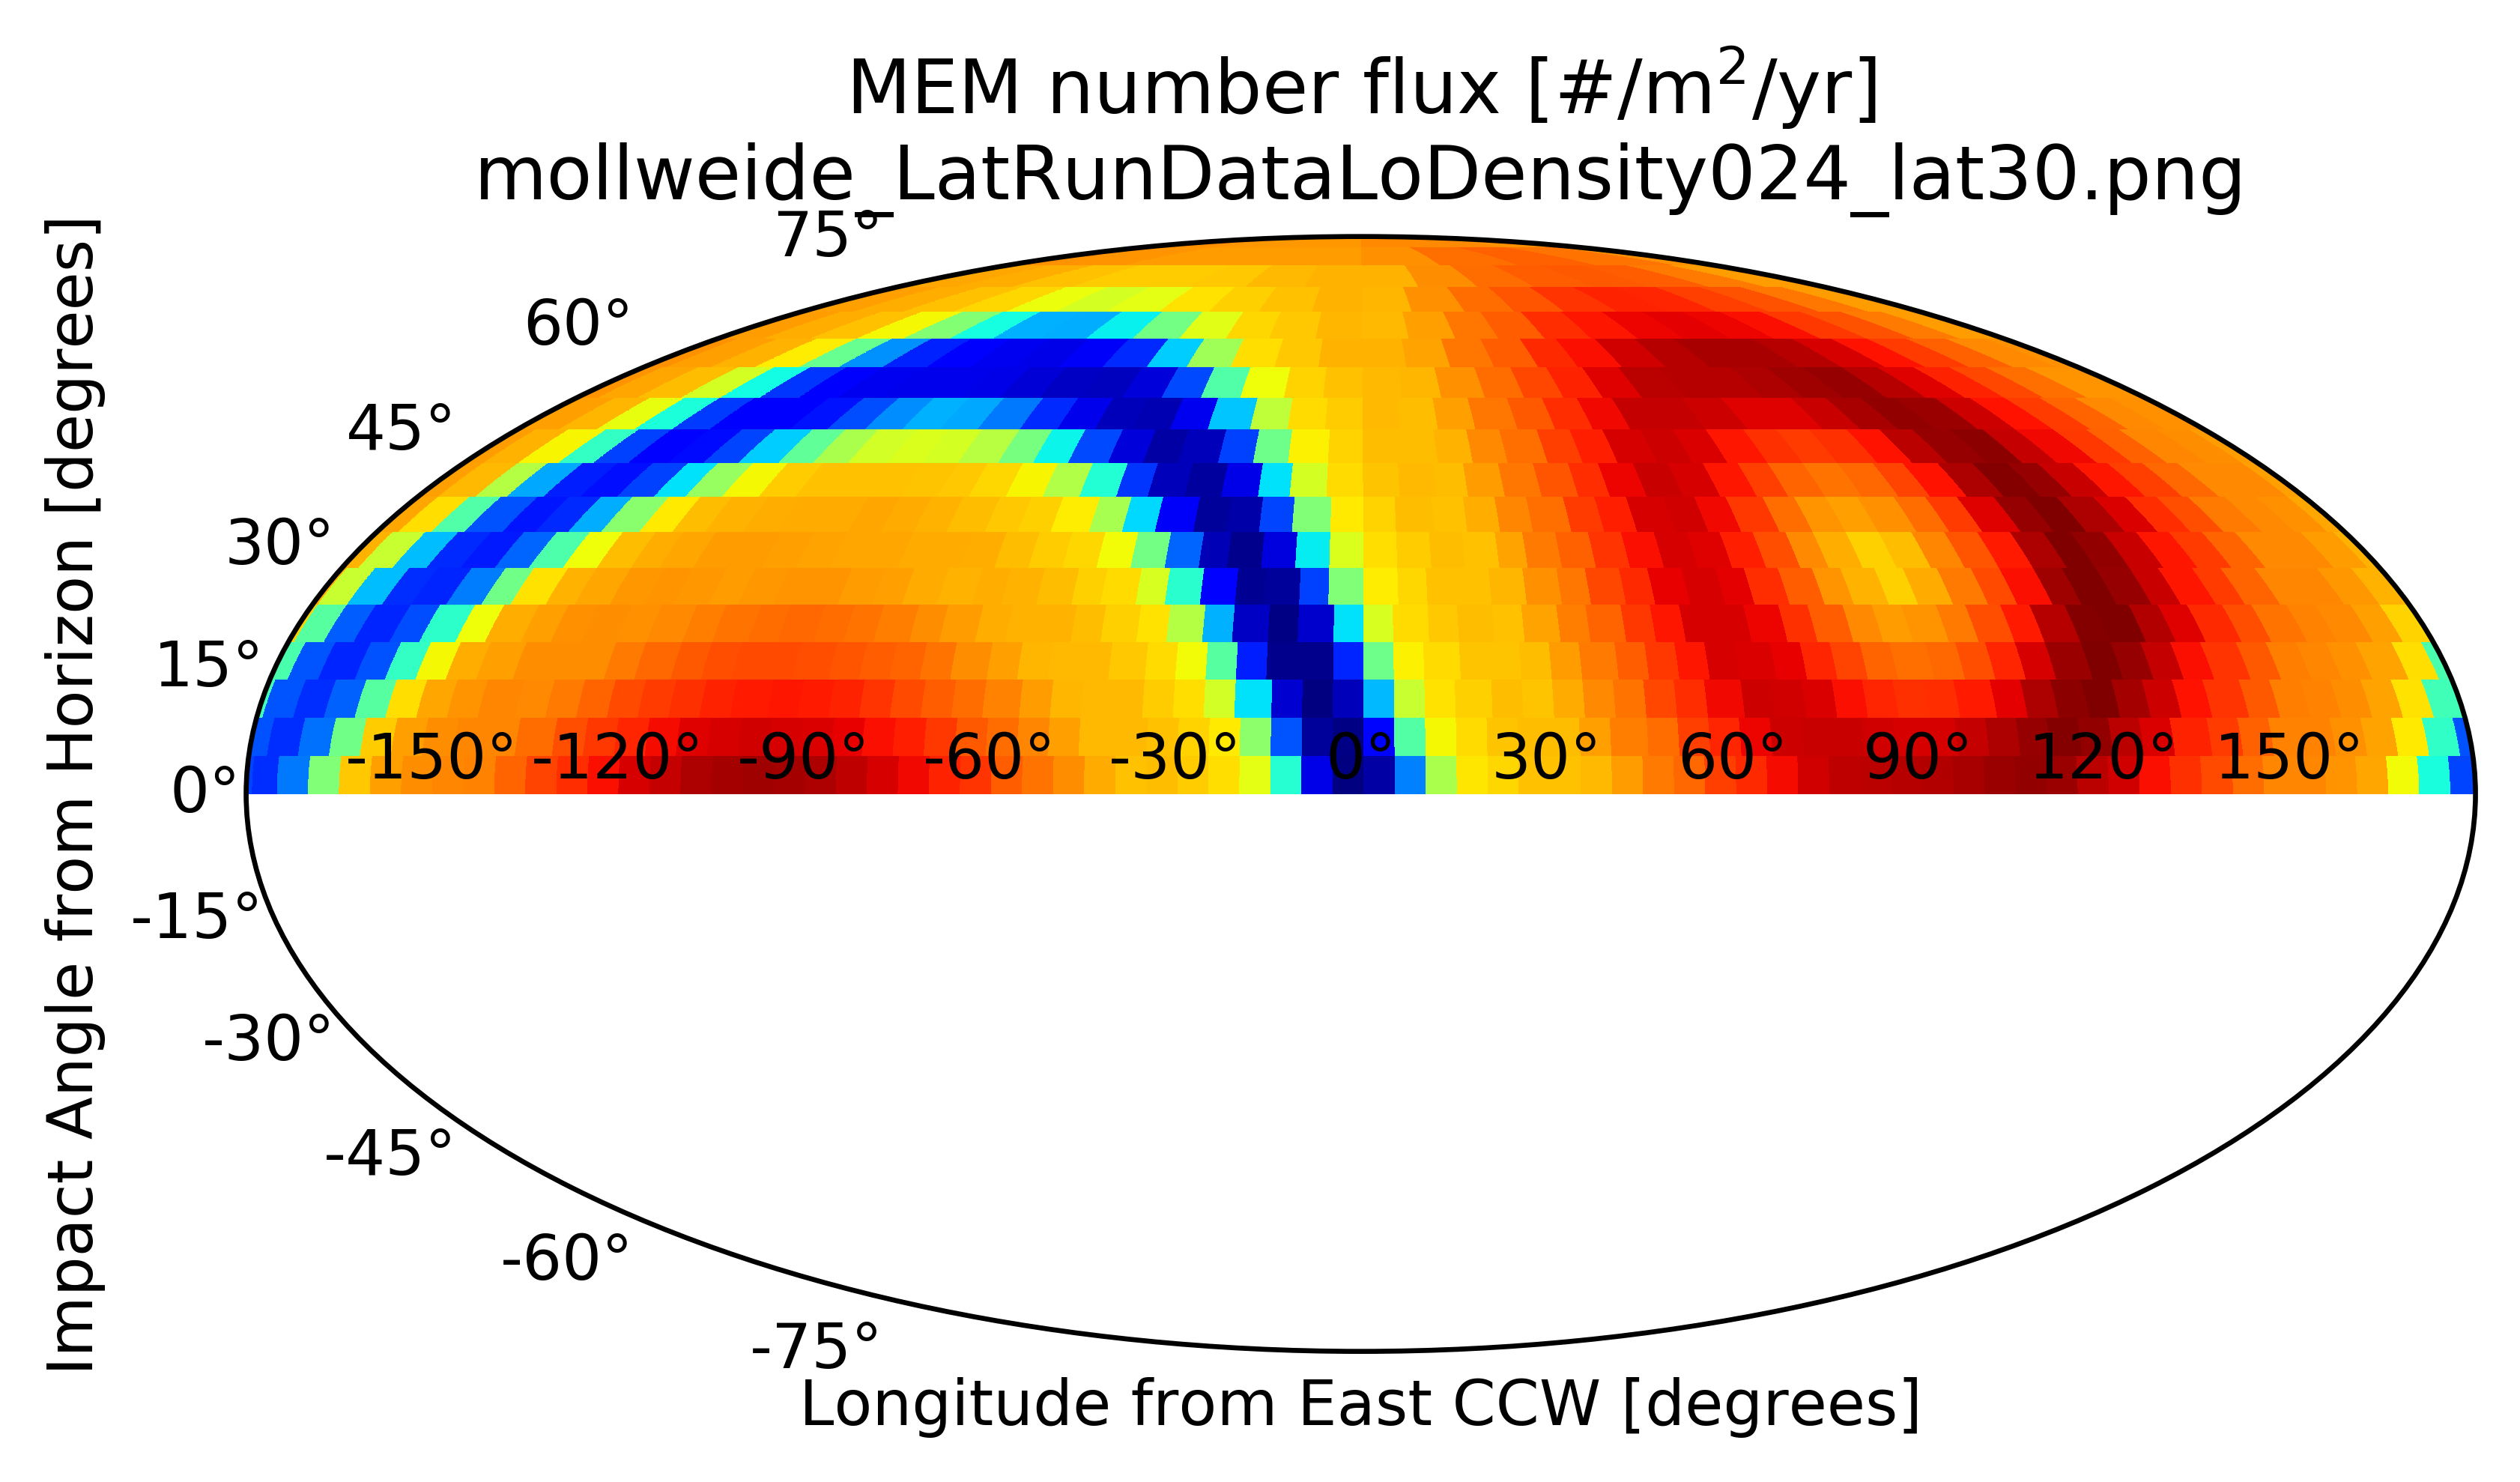 MEM number flux [#/m²/yr]
mollweide_LatRunDataLoDensity024_lat30.png
75°
60°
45°
30°
15°
0°
-15°
-30°
-45°
-60°
-75°
-150° -120° -90° -60° -30° 0° 30° 60° 90° 120° 150°
Impact Angle from Horizon [degrees]
Longitude from East CCW [degrees]